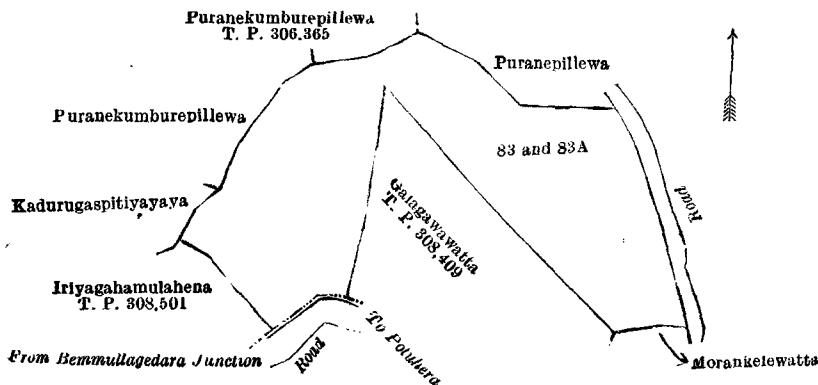 Puranekumburepillewa
T. P. 306,365
Puranepillewa
Puranekumburepillewa
83 and 83A
Kadurugaspitiyayaya
Road
Galagawawatta
T. P. 308,409
Iriyagahamulahena
T. P. 308,501
To Potuhera
From Bemmullagedara Junction
Road
Morankelewatta